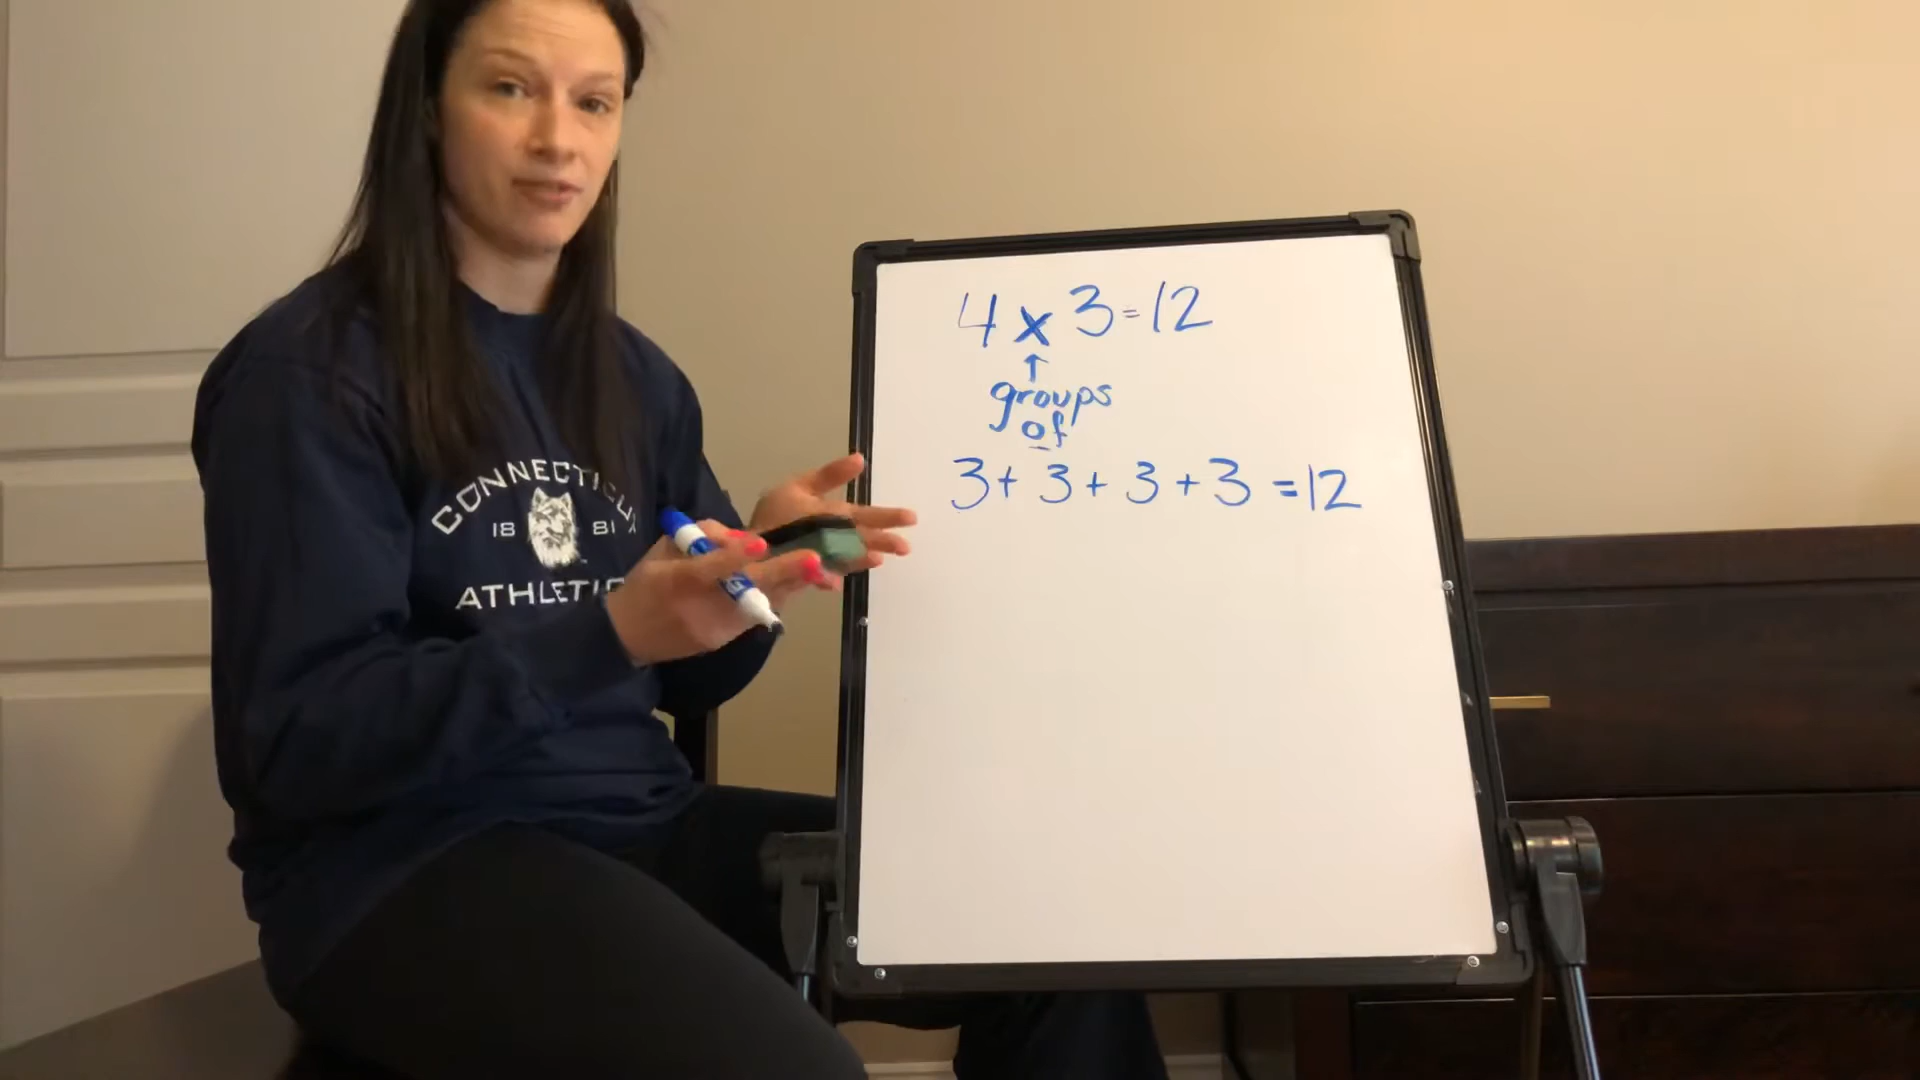 4 x 3 = 12
↑
groups
of
3 + 3 + 3 + 3 = 12
CONNECTICUT
18 81
ATHLETIC